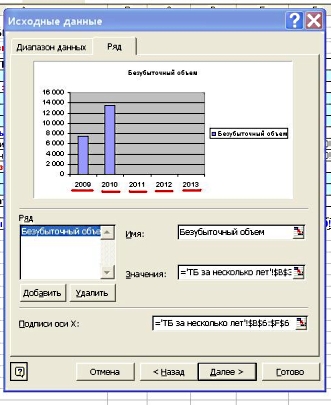 Исходные данные
Диапазон данных Ряд
Безубыточный объем
16 000
14 000
12 000
10 000
8 000
6 000
4 000
2 000
0
2009 2010 2011 2012 2013
Безубыточный объем
Ряд
Безубыточный объе
Имя: Безубыточный объем
Значения: ='ТБ за несколько лет'!$B$3
Добавить Удалить
Подписи оси X: ='ТБ за несколько лет'!$B$6:$F$6
Отмена < Назад Далее > Готово